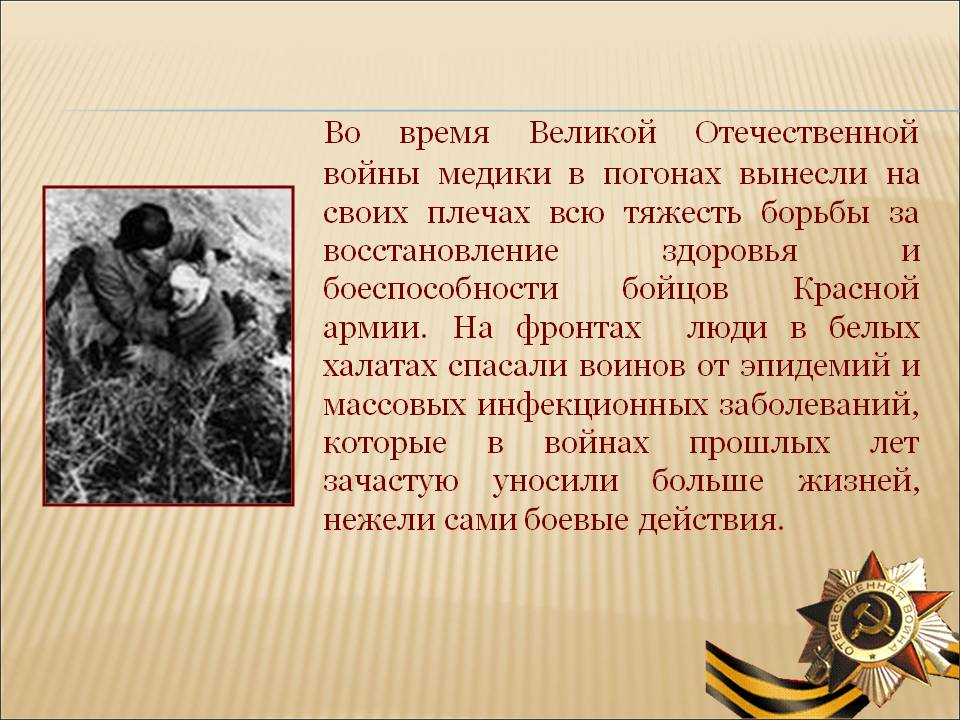 Во время Великой Отечественной
войны медики в погонах вынесли на
своих плечах всю тяжесть борьбы за
восстановление здоровья и
боеспособности бойцов Красной
армии. На фронтах люди в белых
халатах спасали воинов от эпидемий и
массовых инфекционных заболеваний,
которые в войнах прошлых лет
зачастую уносили больше жизней,
нежели сами боевые действия.
ОТЕЧЕСТВЕННАЯ ВОЙНА